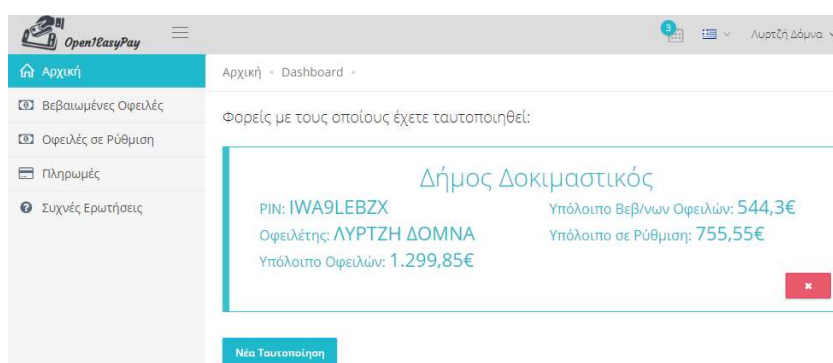 Open1EasyPay
3
Λυρτζή Δόμνα
Αρχική
Αρχική • Dashboard •
Βεβαιωμένες Οφειλές
Οφειλές σε Ρύθμιση
Πληρωμές
Συχνές Ερωτήσεις
Φορείς με τους οποίους έχετε ταυτοποιηθεί:
Δήμος Δοκιμαστικός
PIN: IWA9LEBZX
Υπόλοιπο Βεβ/νων Οφειλών: 544,3€
Οφειλέτης: ΛΥΡΤΖΗ ΔΟΜΝΑ
Υπόλοιπο σε Ρύθμιση: 755,55€
Υπόλοιπο Οφειλών: 1.299,85€
Νέα Ταυτοποίηση